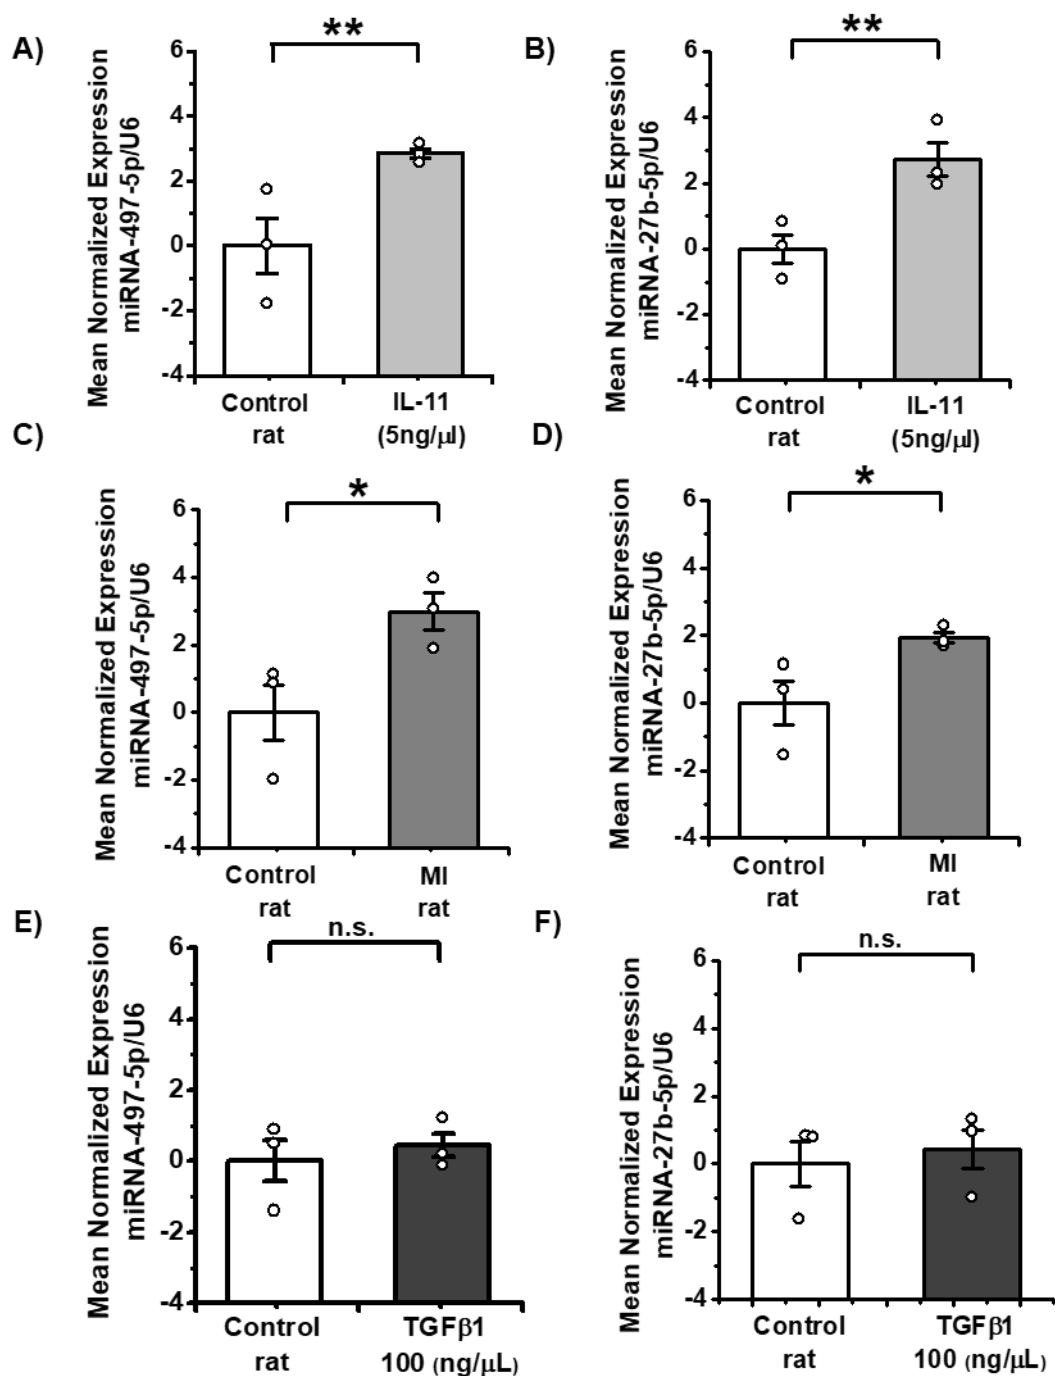 A)
**
Mean Normalized Expression
miRNA-497-5p/U6
6
4
2
0
-2
-4
Control
rat
IL-11
(5ng/μl)
B)
**
Mean Normalized Expression
miRNA-27b-5p/U6
6
4
2
0
-2
-4
Control
rat
IL-11
(5ng/μl)
C)
*
Mean Normalized Expression
miRNA-497-5p/U6
6
4
2
0
-2
-4
Control
rat
MI
rat
D)
*
Mean Normalized Expression
miRNA-27b-5p/U6
6
4
2
0
-2
-4
Control
rat
MI
rat
E)
n.s.
Mean Normalized Expression
miRNA-497-5p/U6
6
4
2
0
-2
-4
Control
rat
TGFβ1
100 (ng/μL)
F)
n.s.
Mean Normalized Expression
miRNA-27b-5p/U6
6
4
2
0
-2
-4
Control
rat
TGFβ1
100 (ng/μL)